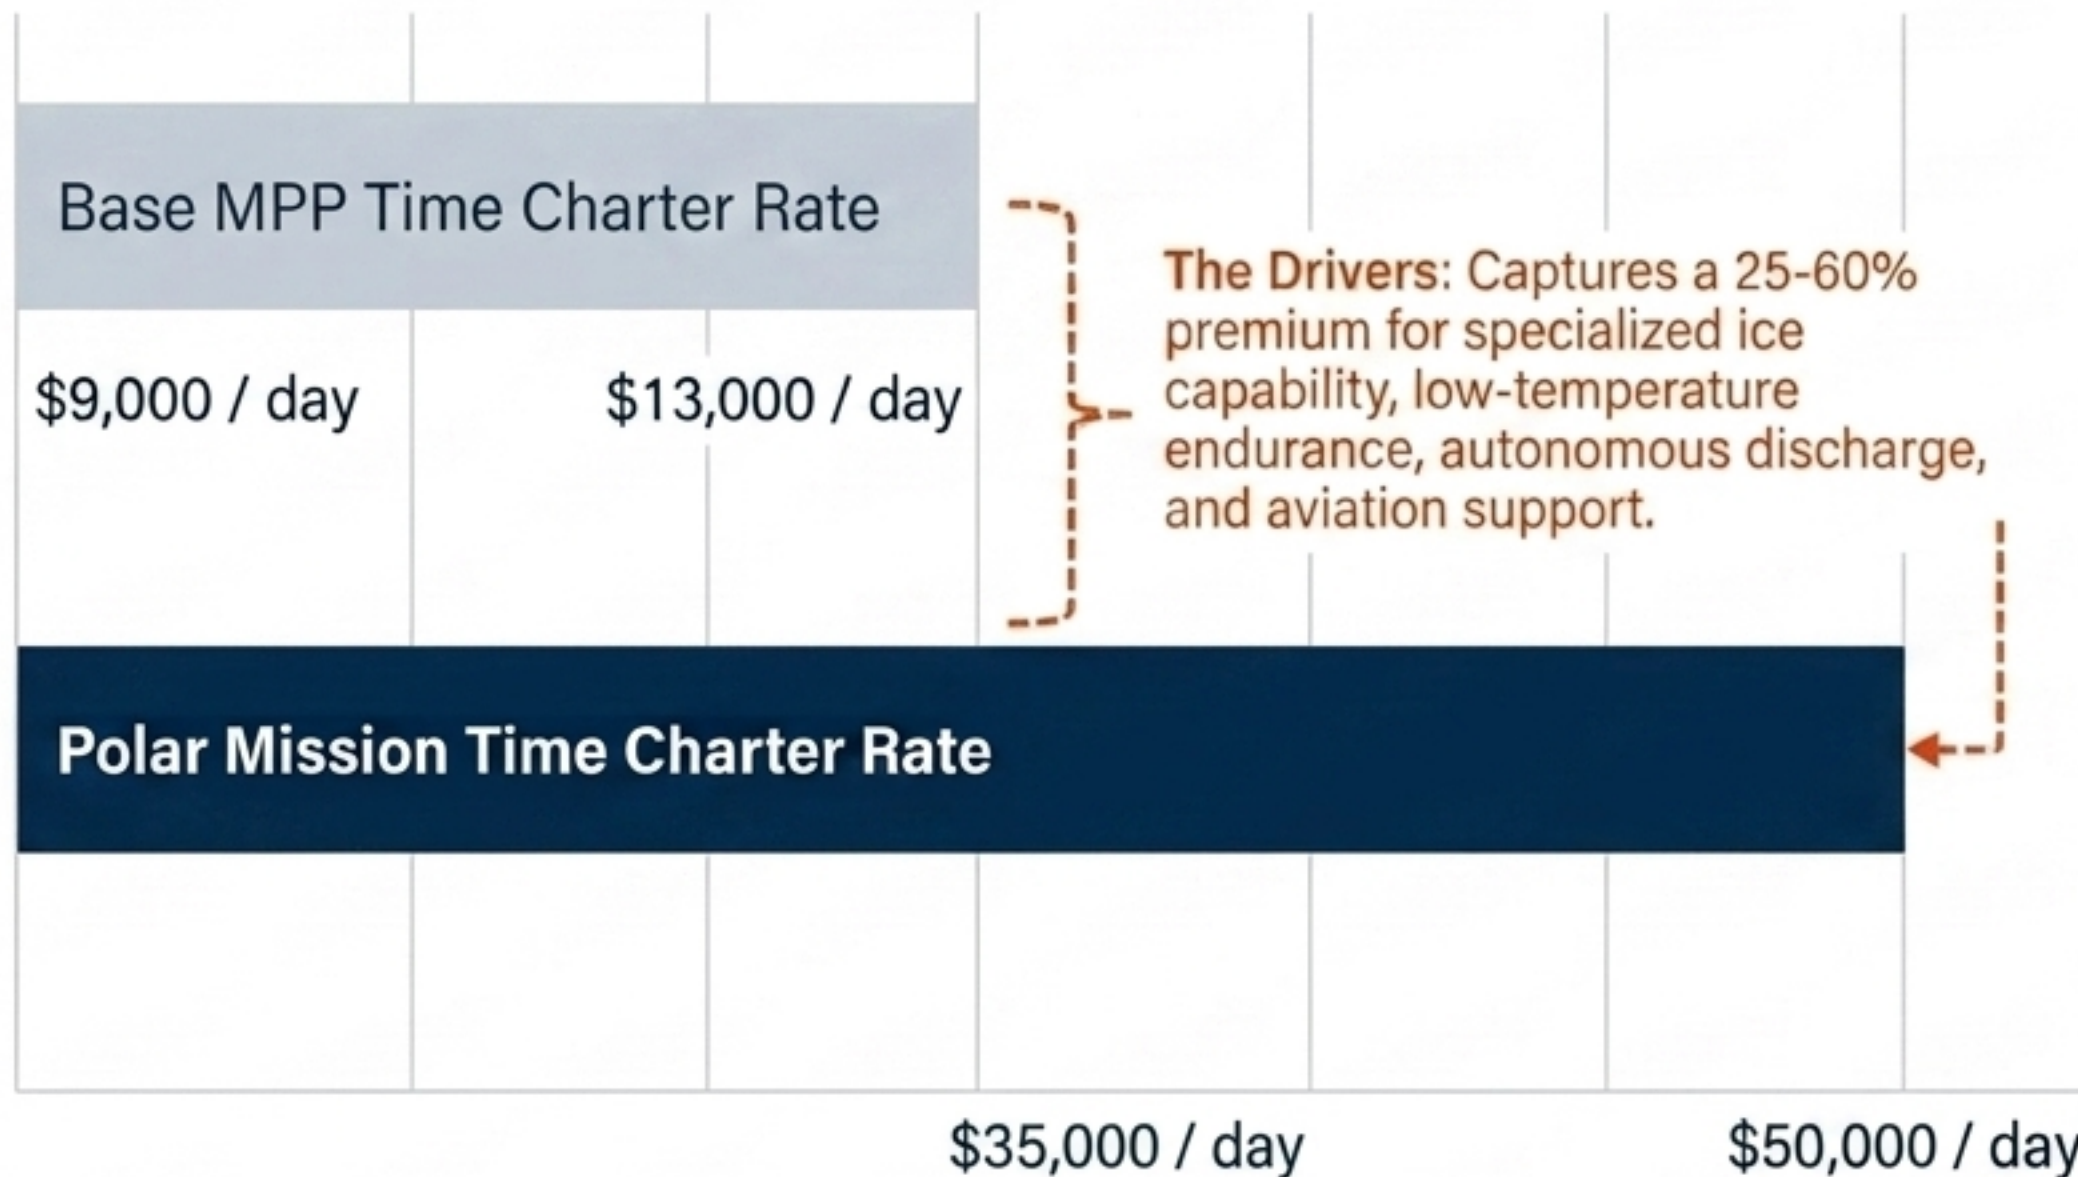 Base MPP Time Charter Rate
$9,000 / day
$13,000 / day
The Drivers: Captures a 25-60%
premium for specialized ice
capability, low-temperature
endurance, autonomous discharge,
and aviation support.
Polar Mission Time Charter Rate
$35,000 / day
$50,000 / day